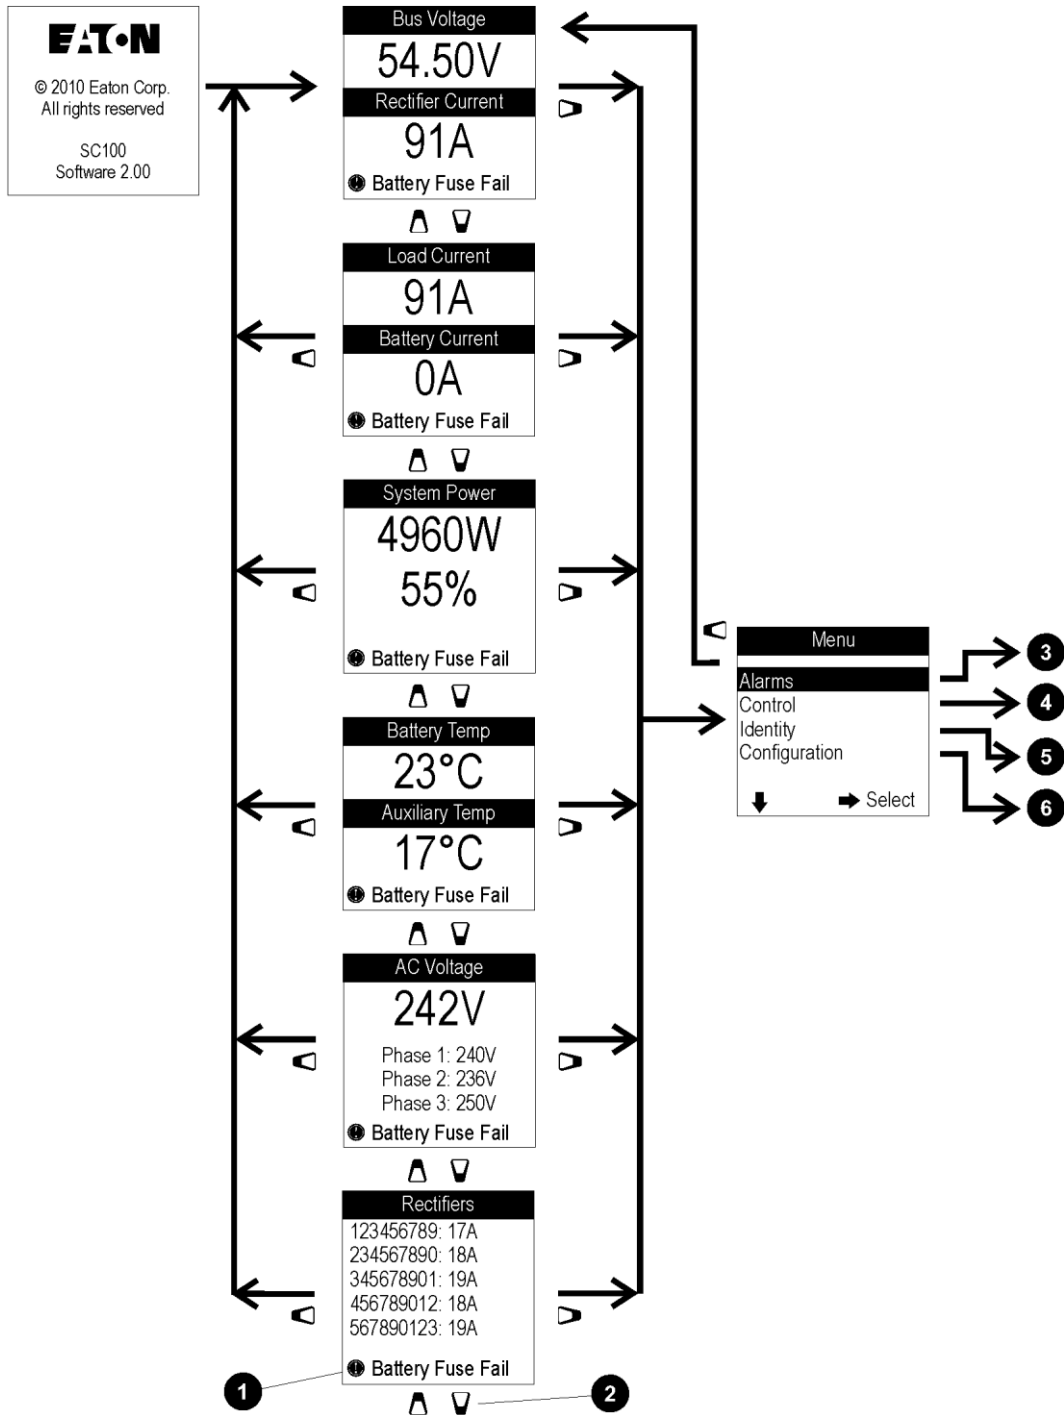 EATON
© 2010 Eaton Corp.
All rights reserved
SC100
Software 2.00
Bus Voltage
54.50V
Rectifier Current
91A
Battery Fuse Fail
Load Current
91A
Battery Current
0A
Battery Fuse Fail
System Power
4960W
55%
Battery Fuse Fail
Battery Temp
23°C
Auxiliary Temp
17°C
Battery Fuse Fail
AC Voltage
242V
Phase 1: 240V
Phase 2: 236V
Phase 3: 250V
Battery Fuse Fail
Rectifiers
123456789: 17A
234567890: 18A
345678901: 19A
456789012: 18A
567890123: 19A
Battery Fuse Fail
1
2
Menu
Alarms
Control
Identity
Configuration
Select
3
4
5
6